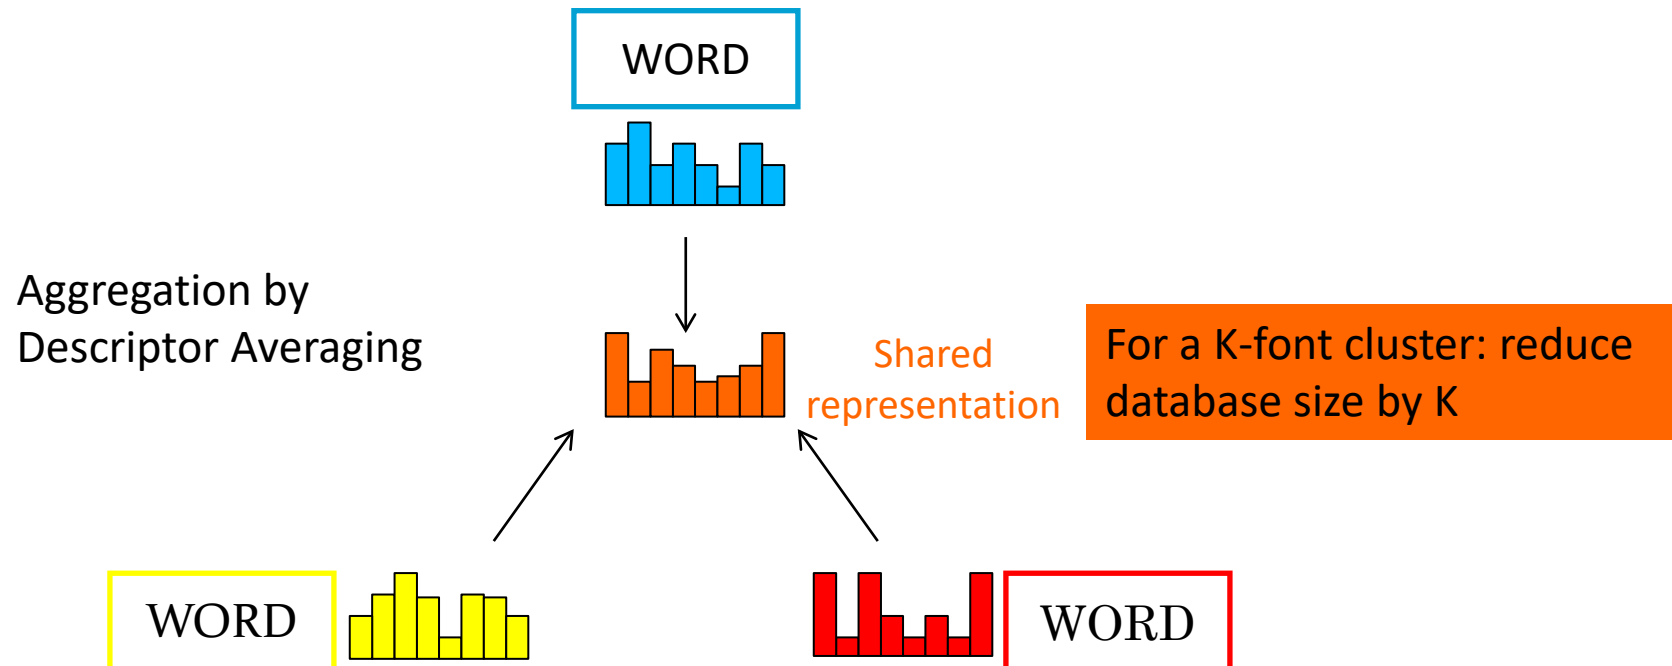 WORD
Aggregation by
Descriptor Averaging
Shared
representation
For a K-font cluster: reduce
database size by K
WORD
WORD